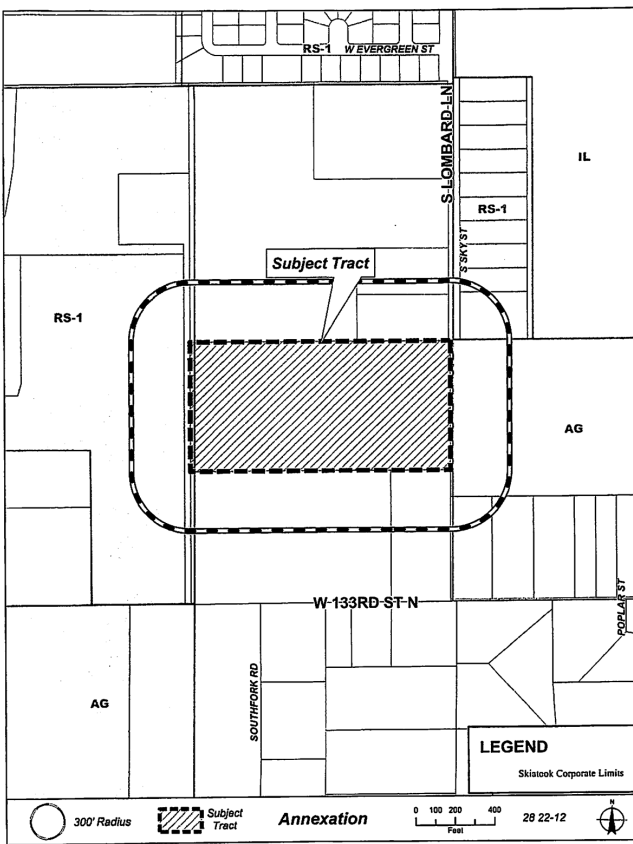 RS-1 W EVERGREEN ST
S LOMBARD LN
IL
RS-1
S SKY ST
Subject Tract
RS-1
AG
W 133RD ST N
POPLAR ST
SOUTHFORK RD
AG
LEGEND
Skiatook Corporate Limits
300' Radius
Subject
Tract
Annexation
0 100 200 400
Feet
28 22-12
N